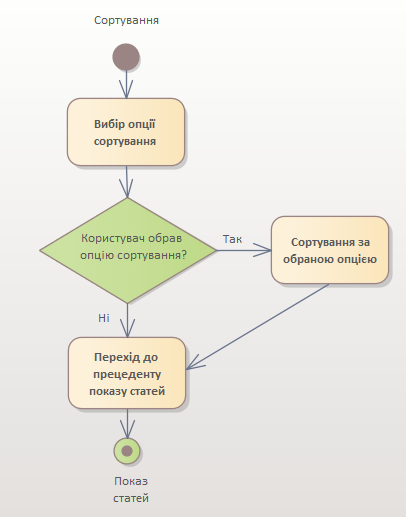 Сортування
Вибір опції
сортування
Користувач обрав
опцію сортування?
Так
Сортування за
обраною опцією
Ні
Перехід до
прецеденту
показу статей
Показ
статей